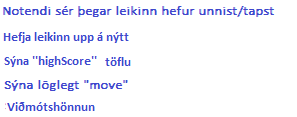 Notendi sér þegar leikinn hefur unnist/tapst
Hefja leikinn upp á nýtt
Sýna "highScore" töflu
Sýna löglegt "move"
Viðmótshönnun